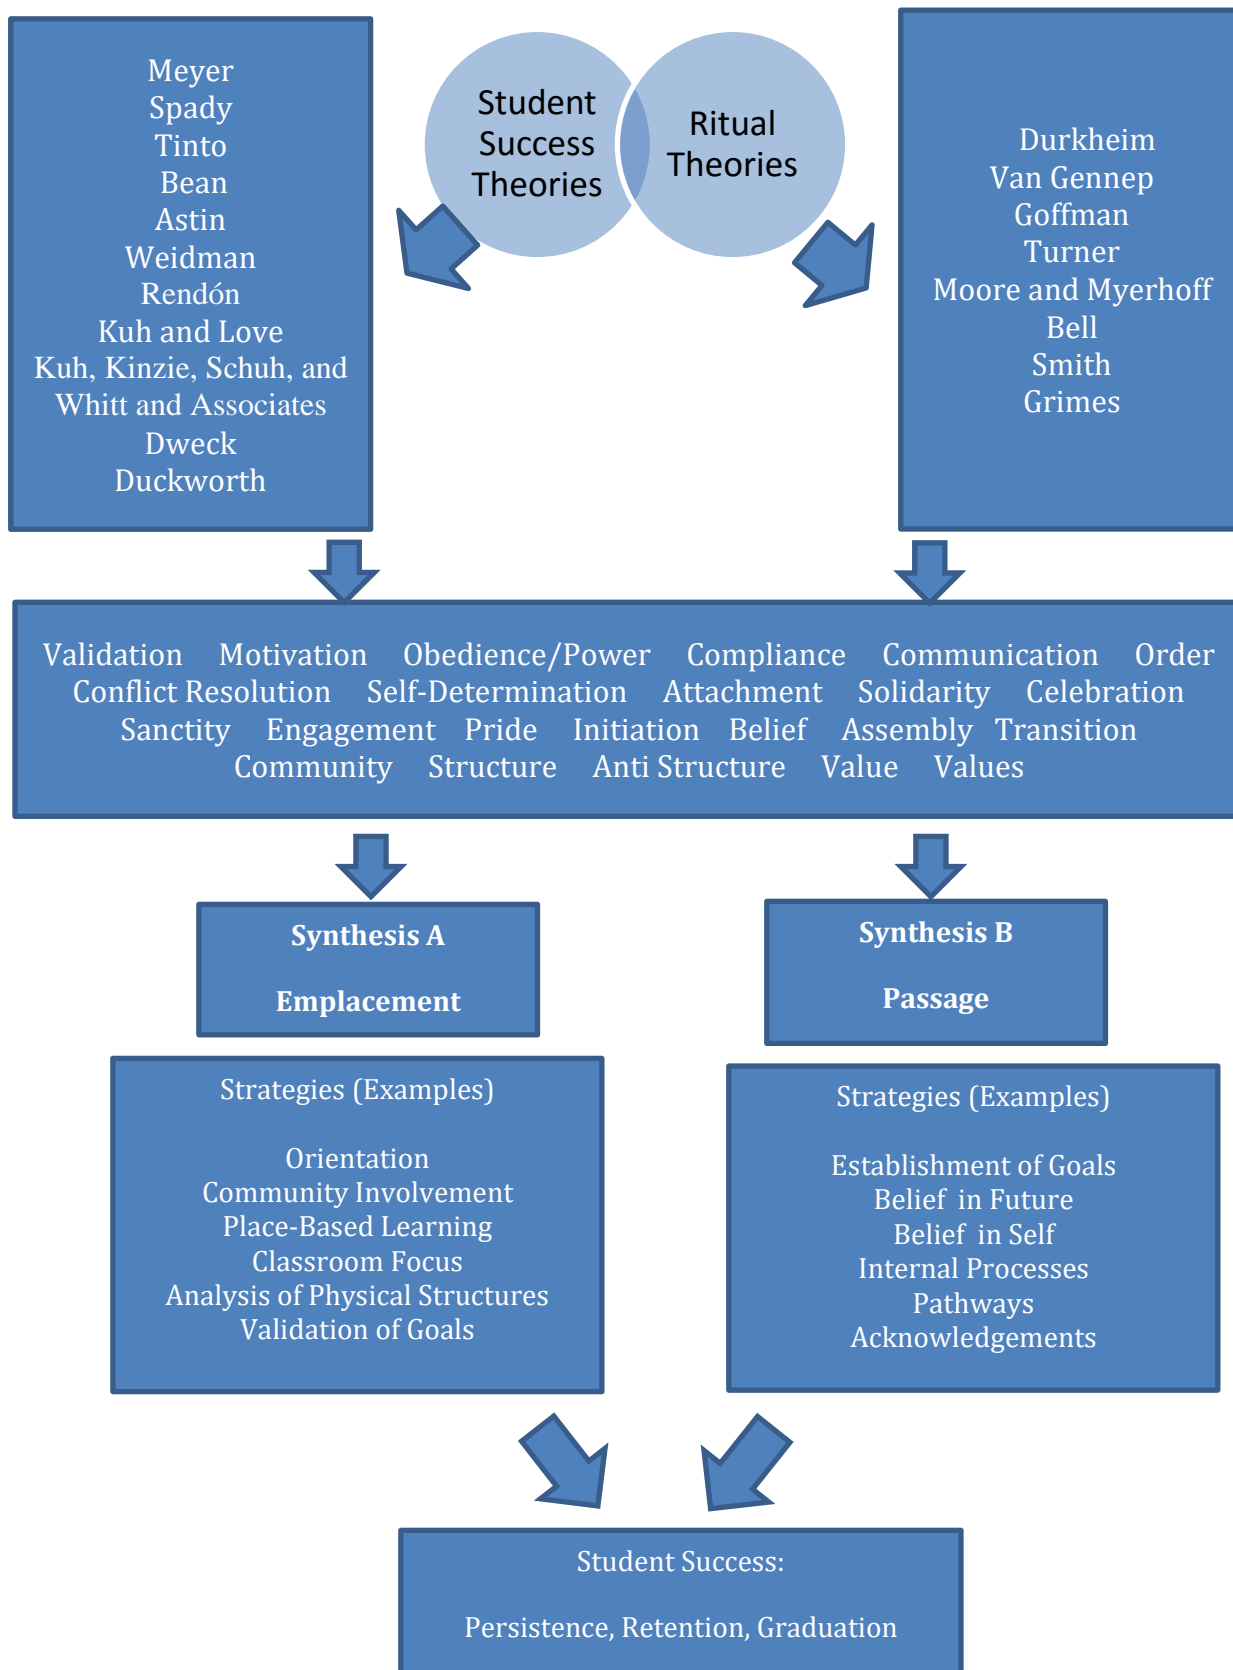 Meyer
Spady
Tinto
Bean
Astin
Weidman
Rendón
Kuh and Love
Kuh, Kinzie, Schuh, and
Whitt and Associates
Dweck
Duckworth
Student
Success
Theories
Ritual
Theories
Durkheim
Van Gennep
Goffman
Turner
Moore and Myerhoff
Bell
Smith
Grimes
Validation Motivation Obedience/Power Compliance Communication Order
Conflict Resolution Self-Determination Attachment Solidarity Celebration
Sanctity Engagement Pride Initiation Belief Assembly Transition
Community Structure Anti Structure Value Values
Synthesis A
Emplacement
Synthesis B
Passage
Strategies (Examples)
Orientation
Community Involvement
Place-Based Learning
Classroom Focus
Analysis of Physical Structures
Validation of Goals
Strategies (Examples)
Establishment of Goals
Belief in Future
Belief in Self
Internal Processes
Pathways
Acknowledgements
Student Success:
Persistence, Retention, Graduation